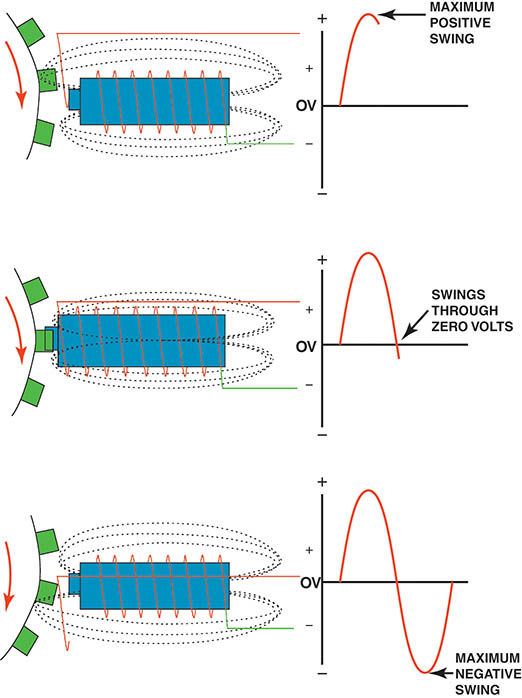 +
MAXIMUM
POSITIVE
SWING
+
OV
−
−
+
+
SWINGS
THROUGH
ZERO VOLTS
OV
−
−
+
+
OV
−
−
MAXIMUM
NEGATIVE
SWING